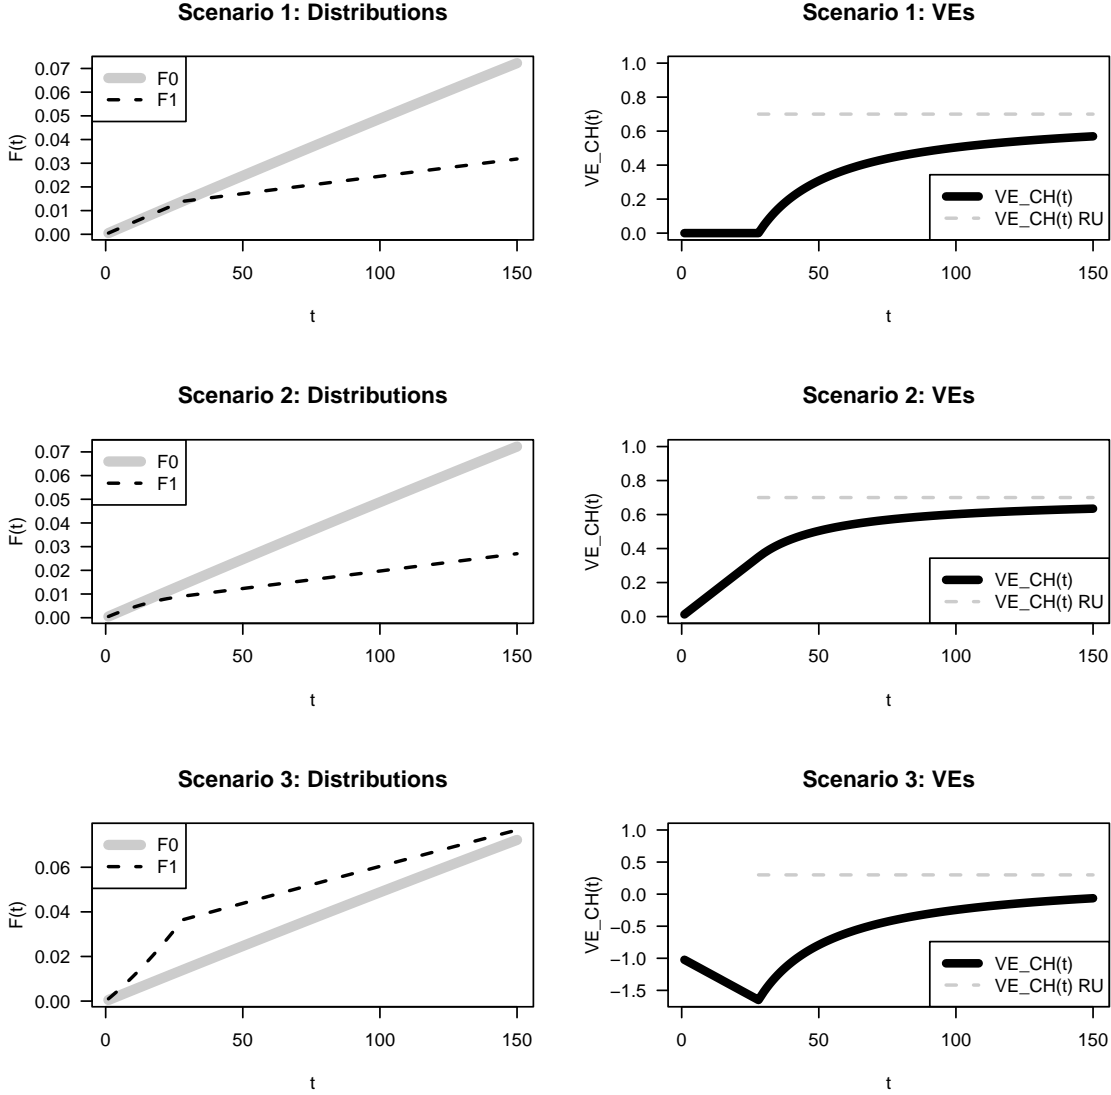 Scenario 1: Distributions
F(t)
0.07
0.06
0.05
0.04
0.03
0.02
0.01
0.00
F0
F1
0 50 100 150
t
Scenario 1: VEs
VE_CH(t)
1.0
0.8
0.6
0.4
0.2
0.0
VE_CH(t)
VE_CH(t) RU
0 50 100 150
t
Scenario 2: Distributions
F(t)
0.07
0.06
0.05
0.04
0.03
0.02
0.01
0.00
F0
F1
0 50 100 150
t
Scenario 2: VEs
VE_CH(t)
1.0
0.8
0.6
0.4
0.2
0.0
VE_CH(t)
VE_CH(t) RU
0 50 100 150
t
Scenario 3: Distributions
F(t)
0.06
0.04
0.02
0.00
F0
F1
0 50 100 150
t
Scenario 3: VEs
VE_CH(t)
1.0
0.5
0.0
−0.5
−1.0
−1.5
VE_CH(t)
VE_CH(t) RU
0 50 100 150
t